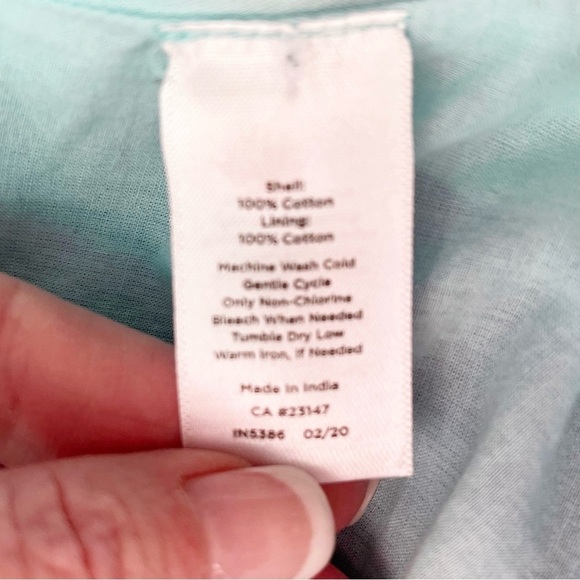 Shell:
100% Cotton
Lining:
100% Cotton
Machine Wash Cold
Gentle Cycle
Only Non-Chlorine
Bleach When Needed
Tumble Dry Low
Warm Iron, If Needed
Made In India
CA #23147
IN5386 02/20